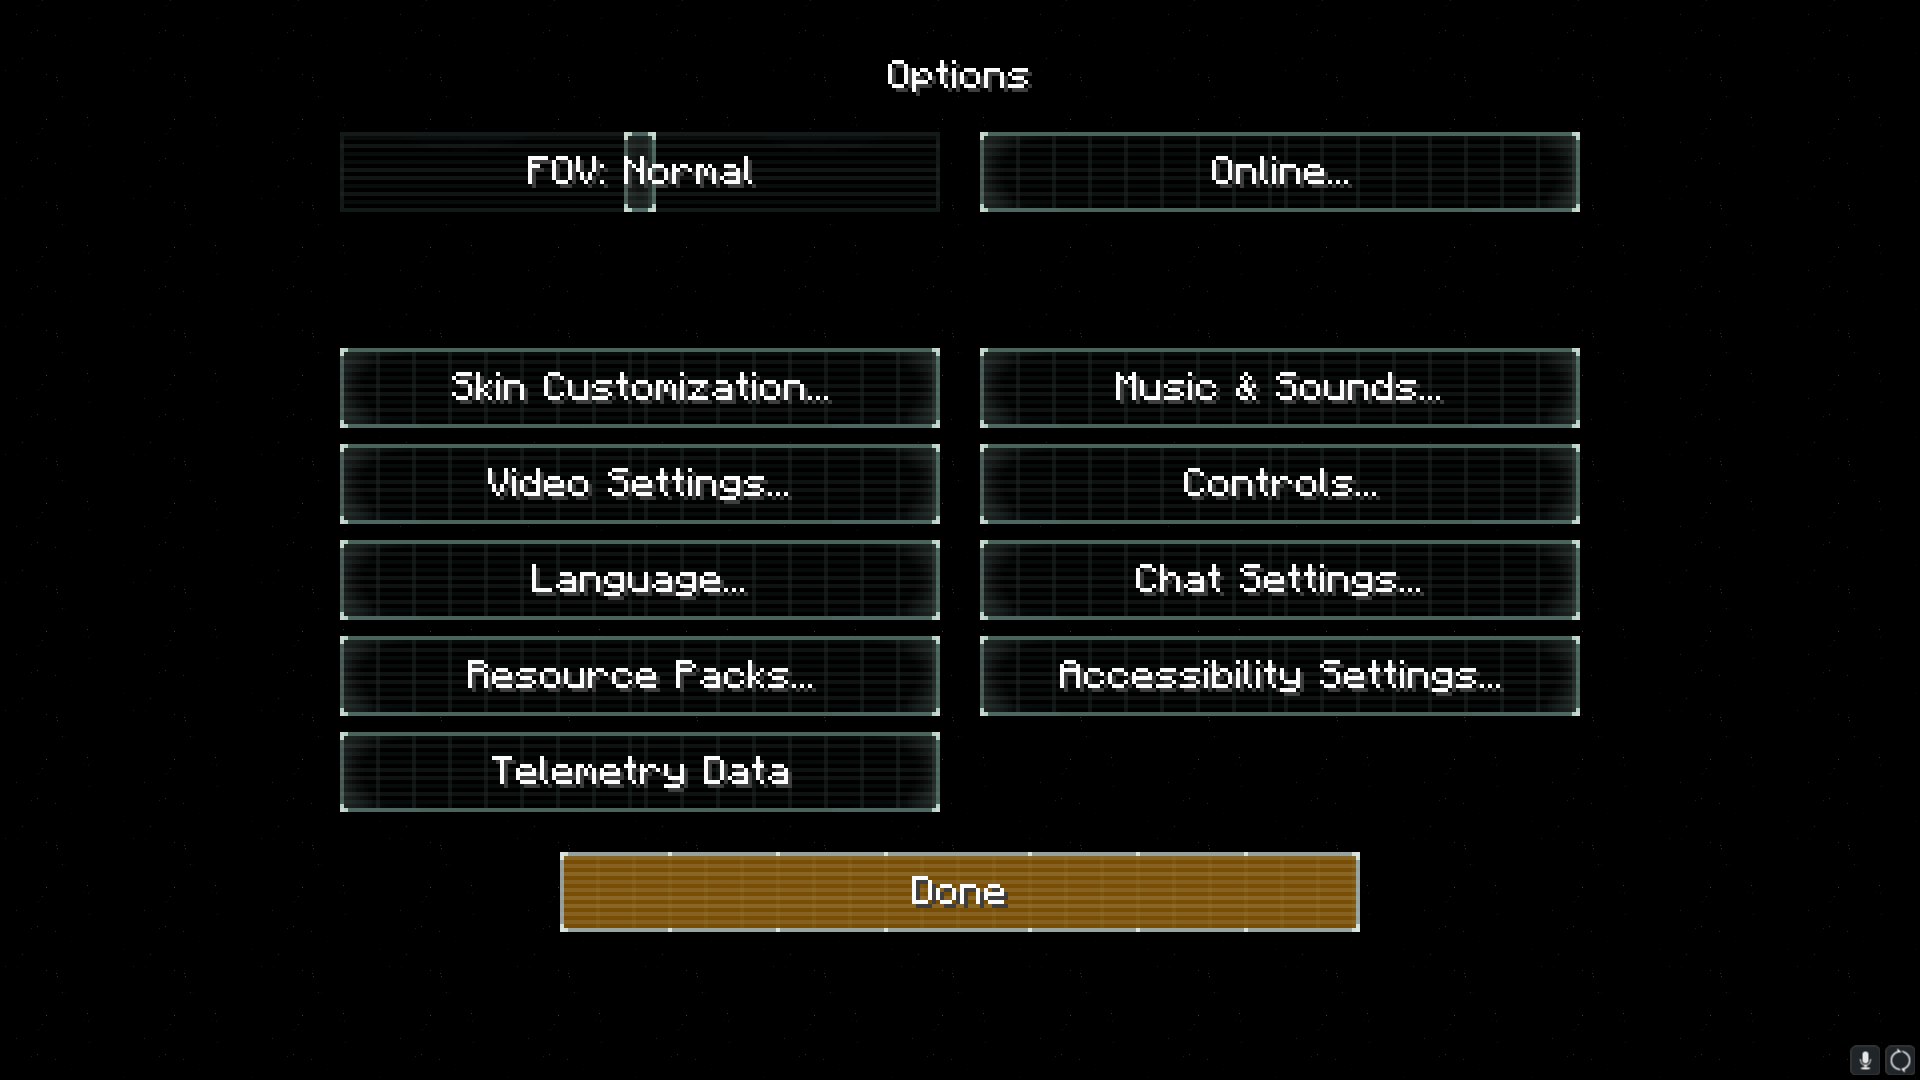 Options
FOV: Normal
Online...
Skin Customization...
Music & Sounds...
Video Settings...
Controls...
Language...
Chat Settings...
Resource Packs...
Accessibility Settings...
Telemetry Data
Done